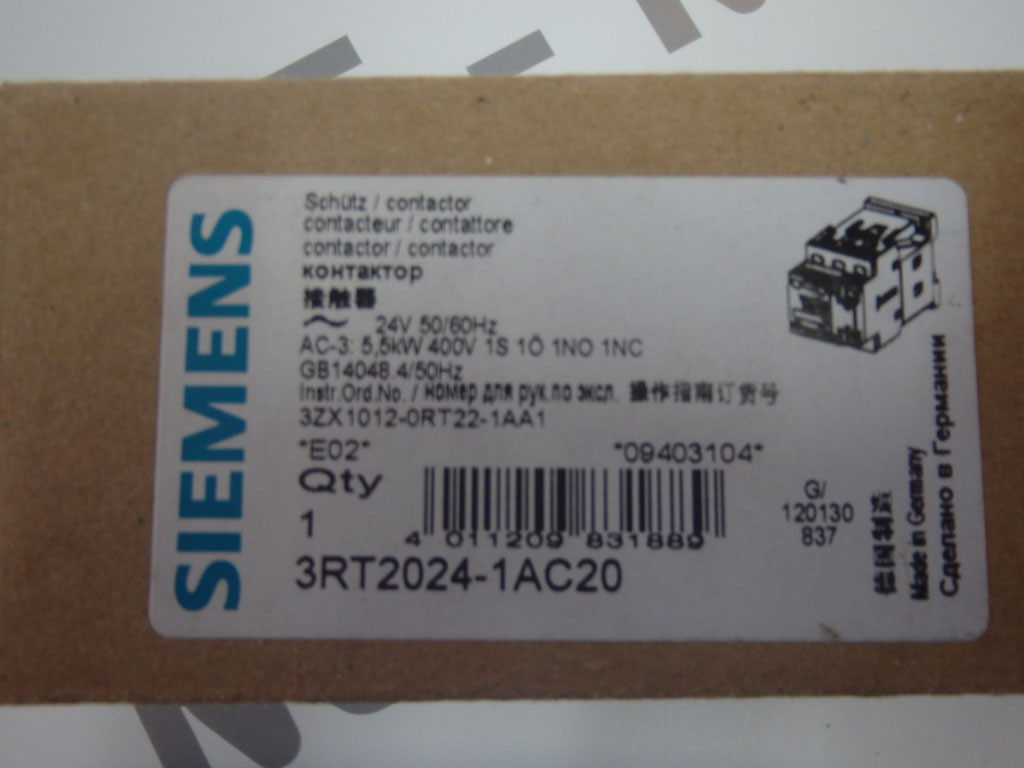 SIEMENS
Schütz / contactor
contacteur / contattore
contactor / contactor
контактор
接触器
~ 24V 50/60Hz
AC-3: 5,5kW 400V 1S 1Ö 1NO 1NC
GB14048.4/50Hz
Instr.Ord.No. / номер для рук.по эксл. 操作指南订货号
3ZX1012-0RT22-1AA1
"E02" "09403104"
Qty
1
4 011209 831889
3RT2024-1AC20
G/
120130
837
德国制造
Made in Germany
Сделано в Германии